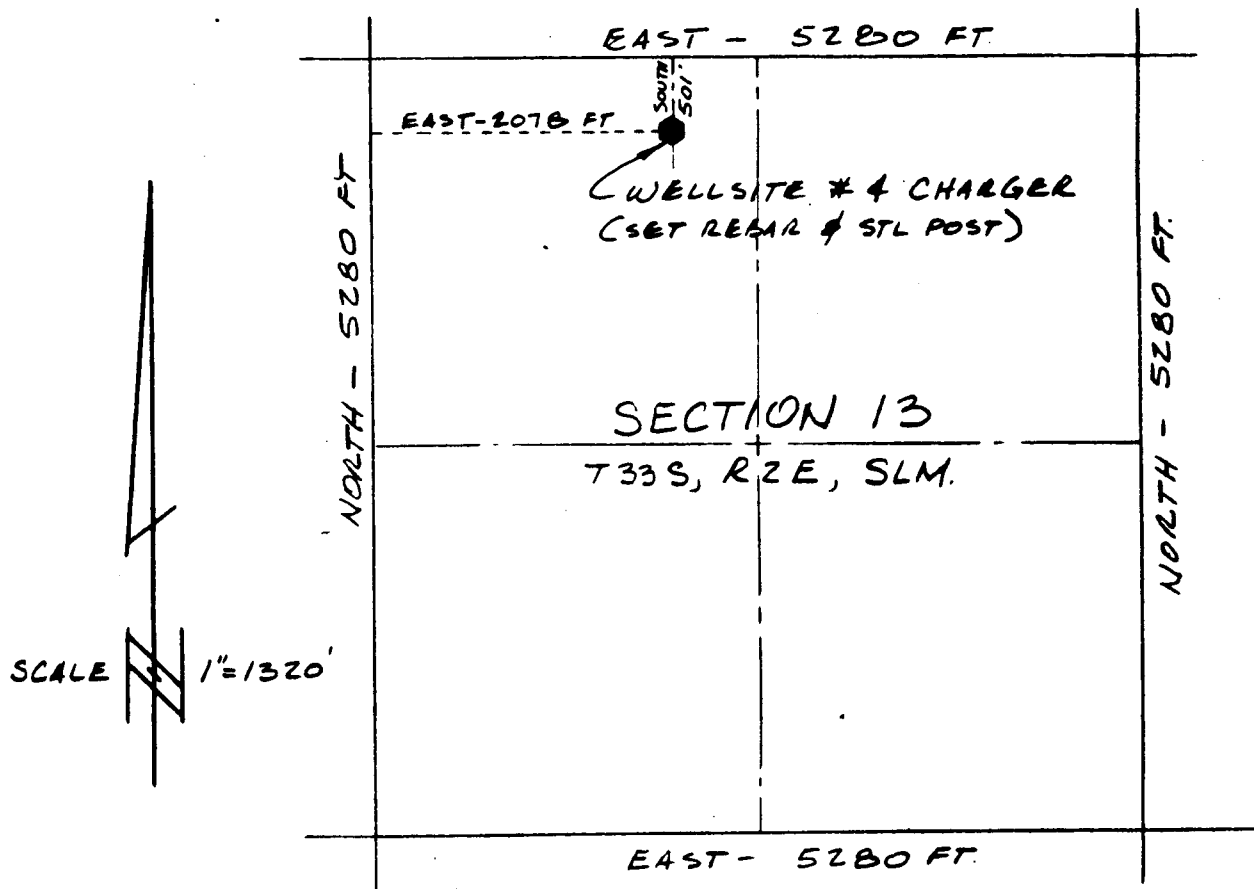 EAST - 5280 FT
SOUTH
501'
EAST-2078 FT
WELLSITE # 4 CHARGER
(SET REBAR & STL POST)
NORTH - 5280 FT
NORTH - 5280 FT.
SECTION 13
T33S, R2E, SLM.
SCALE N 1"=1320'
EAST - 5280 FT.